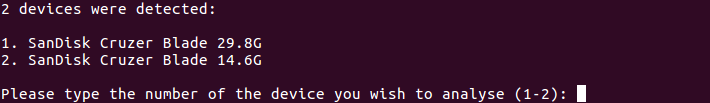 2 devices were detected:
1. SanDisk Cruzer Blade 29.8G
2. SanDisk Cruzer Blade 14.6G
Please type the number of the device you wish to analyse (1-2):